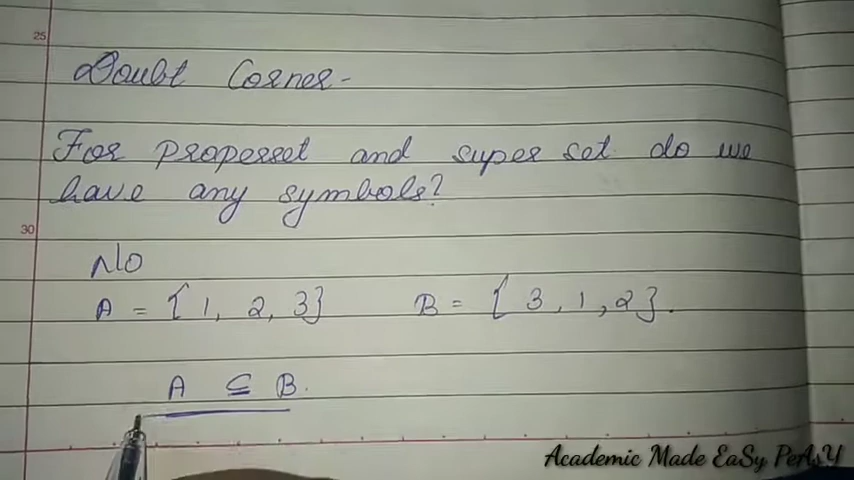 25
Doubt Corner-
For properset and super set do we
have any symbols?
30
NO
A = {1, 2, 3} B = {3, 1, 2}.
A ⊆ B.
Academic Made EaSy PerAsY